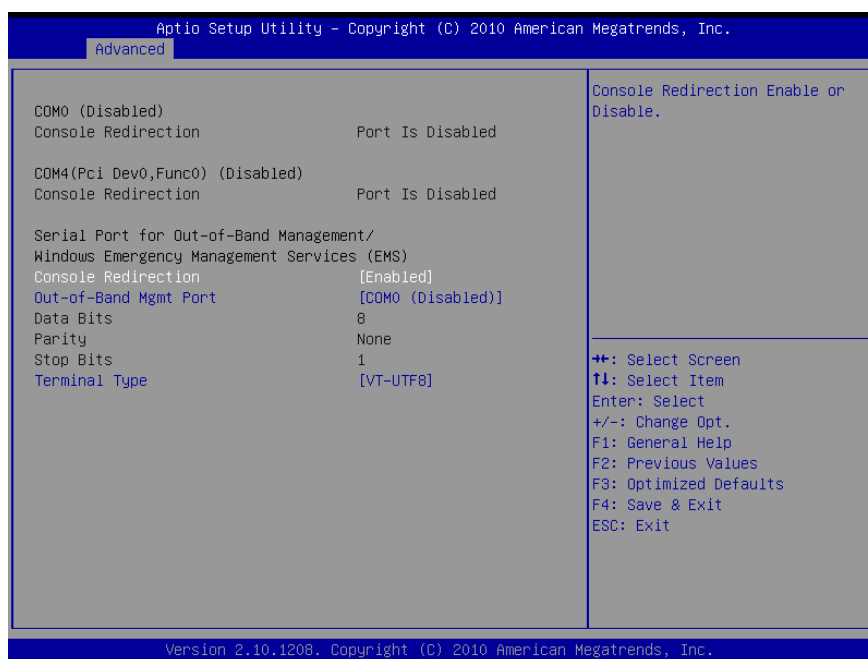 Aptio Setup Utility – Copyright (C) 2010 American Megatrends, Inc.
Advanced
COM0 (Disabled)
Console Redirection Port Is Disabled
COM4(Pci Dev0,Func0) (Disabled)
Console Redirection Port Is Disabled
Serial Port for Out-of-Band Management/
Windows Emergency Management Services (EMS)
Console Redirection [Enabled]
Out-of-Band Mgmt Port [COM0 (Disabled)]
Data Bits 8
Parity None
Stop Bits 1
Terminal Type [VT-UTF8]
Console Redirection Enable or
Disable.
→←: Select Screen
↑↓: Select Item
Enter: Select
+/-: Change Opt.
F1: General Help
F2: Previous Values
F3: Optimized Defaults
F4: Save & Exit
ESC: Exit
Version 2.10.1208. Copyright (C) 2010 American Megatrends, Inc.